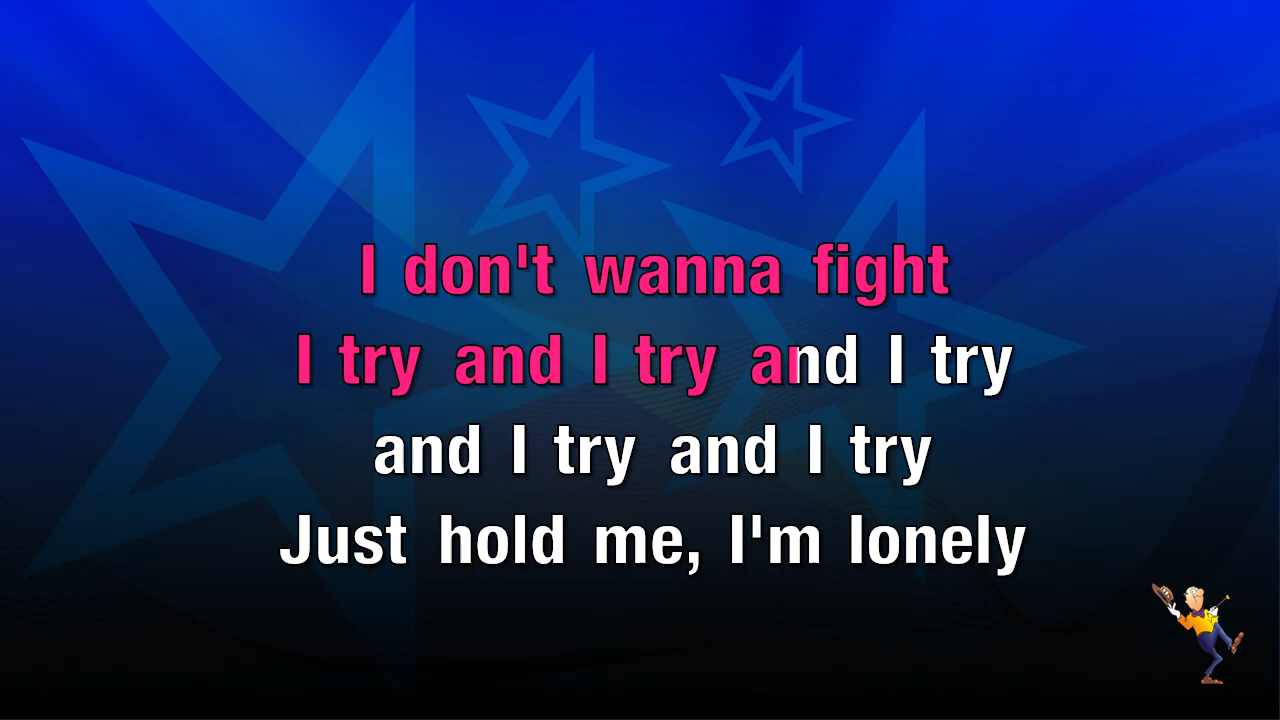 I don't wanna fight
I try and I try and I try
and I try and I try
Just hold me, I'm lonely